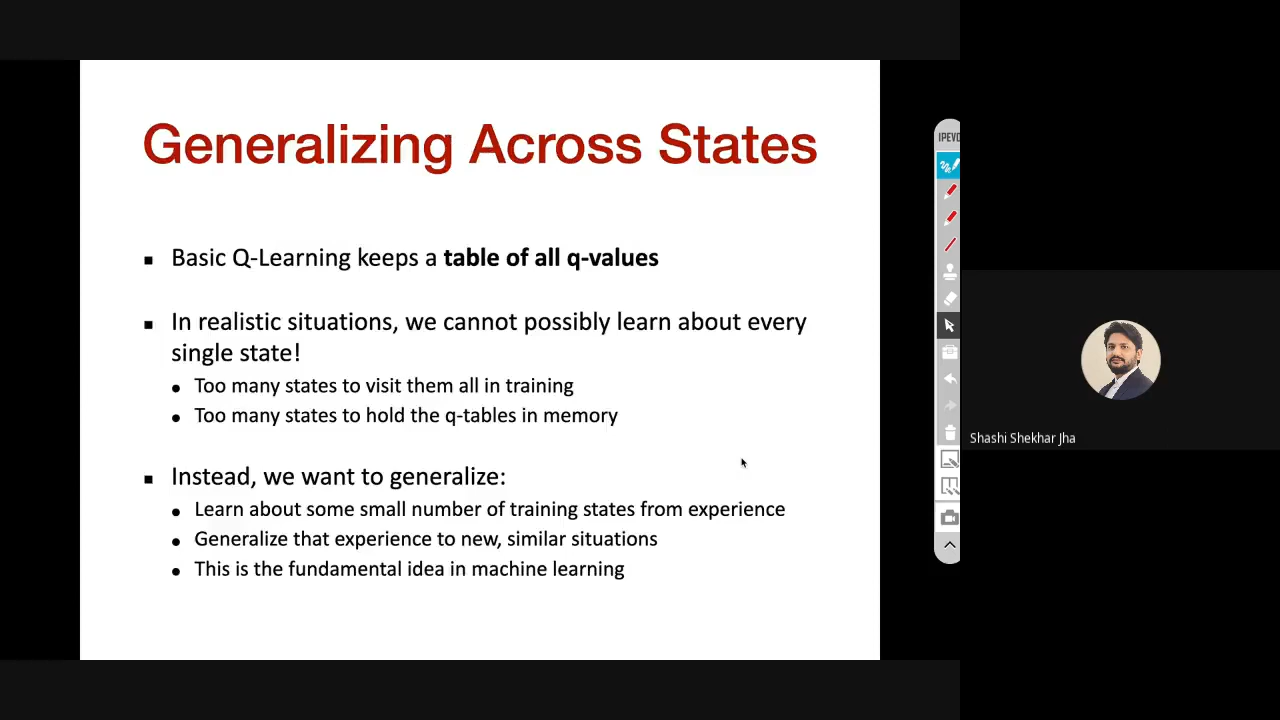 Generalizing Across States
▪ Basic Q-Learning keeps a table of all q-values
▪ In realistic situations, we cannot possibly learn about every
single state!
• Too many states to visit them all in training
• Too many states to hold the q-tables in memory
▪ Instead, we want to generalize:
• Learn about some small number of training states from experience
• Generalize that experience to new, similar situations
• This is the fundamental idea in machine learning
IPEVO
Shashi Shekhar Jha